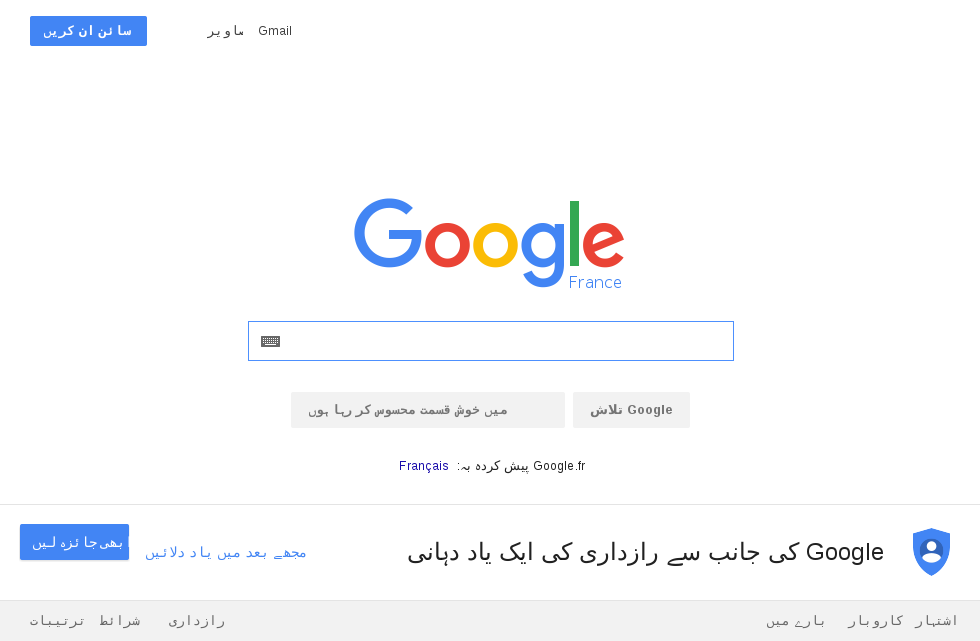 Gmail تصاویر سائن ان کریں
Google
France
Google تلاش میں خوش قسمت محسوس کر رہا ہوں
Google.fr پیش کردہ بہ: Français
Google کی جانب سے رازداری کی ایک یاد دہانی
مجھے بعد میں یاد دلائیں ابھی جائزہ لیں
اشتہار کاروبار بارے میں رازداری شرائط ترتیبات